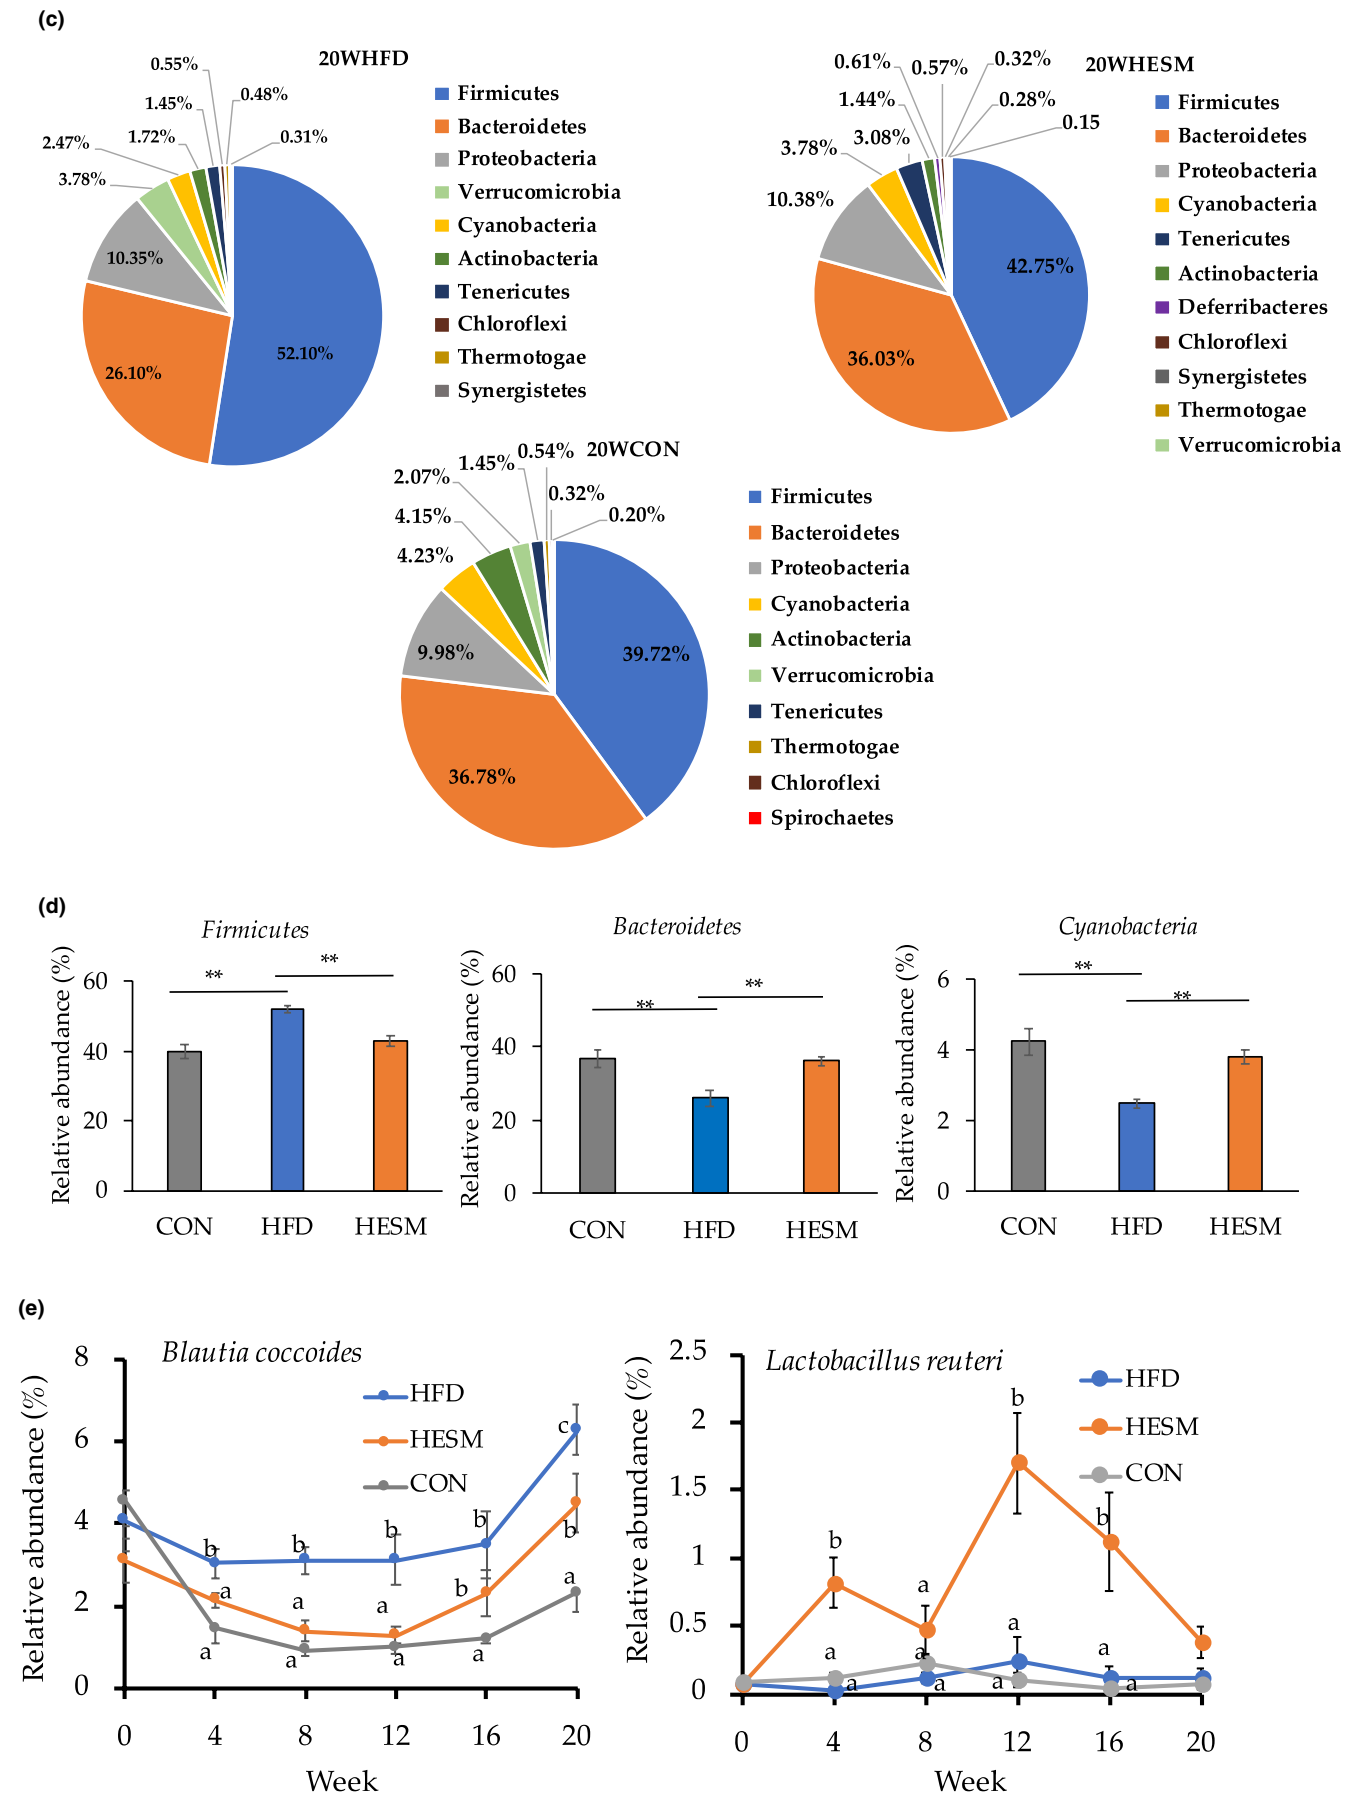 (c)
20WHFD
0.55%
0.48%
1.45%
1.72%
0.31%
2.47%
3.78%
10.35%
26.10%
52.10%
Firmicutes
Bacteroidetes
Proteobacteria
Verrucomicrobia
Cyanobacteria
Actinobacteria
Tenericutes
Chloroflexi
Thermotogae
Synergistetes
20WHESM
0.61%
0.57%
0.32%
1.44%
0.28%
3.08%
0.15
3.78%
10.38%
42.75%
36.03%
Firmicutes
Bacteroidetes
Proteobacteria
Cyanobacteria
Tenericutes
Actinobacteria
Deferribacteres
Chloroflexi
Synergistetes
Thermotogae
Verrucomicrobia
20WCON
0.54%
1.45%
2.07%
0.32%
4.15%
0.20%
4.23%
9.98%
39.72%
36.78%
Firmicutes
Bacteroidetes
Proteobacteria
Cyanobacteria
Actinobacteria
Verrucomicrobia
Tenericutes
Thermotogae
Chloroflexi
Spirochaetes
(d)
Firmicutes
Relative abundance (%)
60
40
20
0
**
**
CON HFD HESM
Bacteroidetes
Relative abundance (%)
60
40
20
0
**
**
CON HFD HESM
Cyanobacteria
Relative abundance (%)
6
4
2
0
**
**
CON HFD HESM
(e)
Blautia coccoides
Relative abundance (%)
8
6
4
2
0
HFD
HESM
CON
c
b b b b
b
b
a a a
a
a a a a
0 4 8 12 16 20
Week
Lactobacillus reuteri
Relative abundance (%)
2.5
2
1.5
1
0.5
0
HFD
HESM
CON
b
b
b
a
a
a a a
a a a a
0 4 8 12 16 20
Week